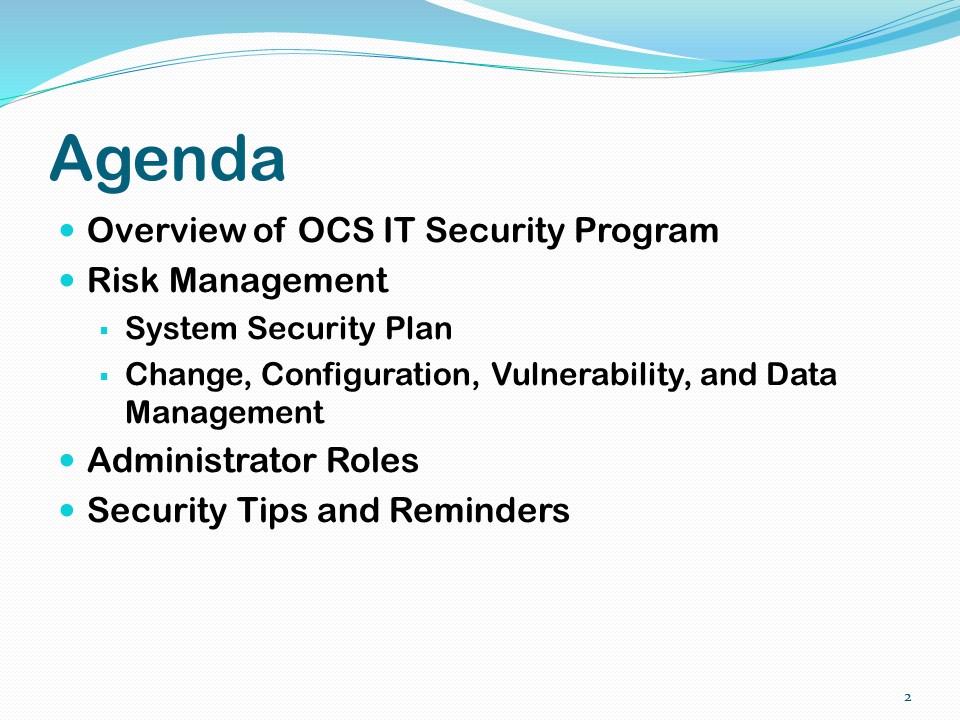 Agenda
Overview of OCS IT Security Program
Risk Management
System Security Plan
Change, Configuration, Vulnerability, and Data
Management
Administrator Roles
Security Tips and Reminders
2